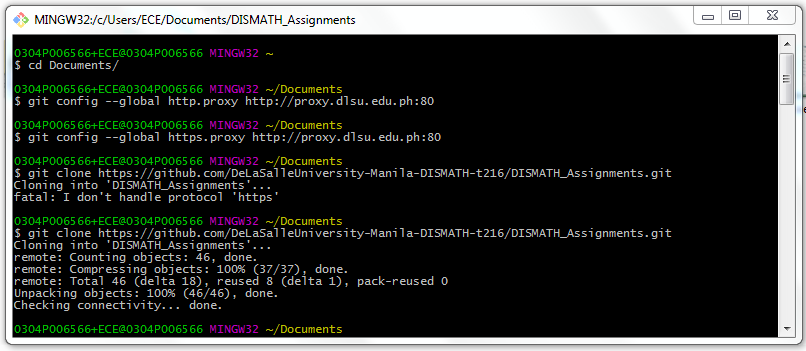 MINGW32:/c/Users/ECE/Documents/DISMATH_Assignments
0304P006566+ECE@0304P006566 MINGW32 ~
$ cd Documents/
0304P006566+ECE@0304P006566 MINGW32 ~/Documents
$ git config --global http.proxy http://proxy.dlsu.edu.ph:80
0304P006566+ECE@0304P006566 MINGW32 ~/Documents
$ git config --global https.proxy http://proxy.dlsu.edu.ph:80
0304P006566+ECE@0304P006566 MINGW32 ~/Documents
$ git clone https://github.com/DeLaSalleUniversity-Manila-DISMATH-t216/DISMATH_Assignments.git
Cloning into 'DISMATH_Assignments'...
fatal: I don't handle protocol 'https'
0304P006566+ECE@0304P006566 MINGW32 ~/Documents
$ git clone https://github.com/DeLaSalleUniversity-Manila-DISMATH-t216/DISMATH_Assignments.git
Cloning into 'DISMATH_Assignments'...
remote: Counting objects: 46, done.
remote: Compressing objects: 100% (37/37), done.
remote: Total 46 (delta 18), reused 8 (delta 1), pack-reused 0
Unpacking objects: 100% (46/46), done.
Checking connectivity... done.
0304P006566+ECE@0304P006566 MINGW32 ~/Documents